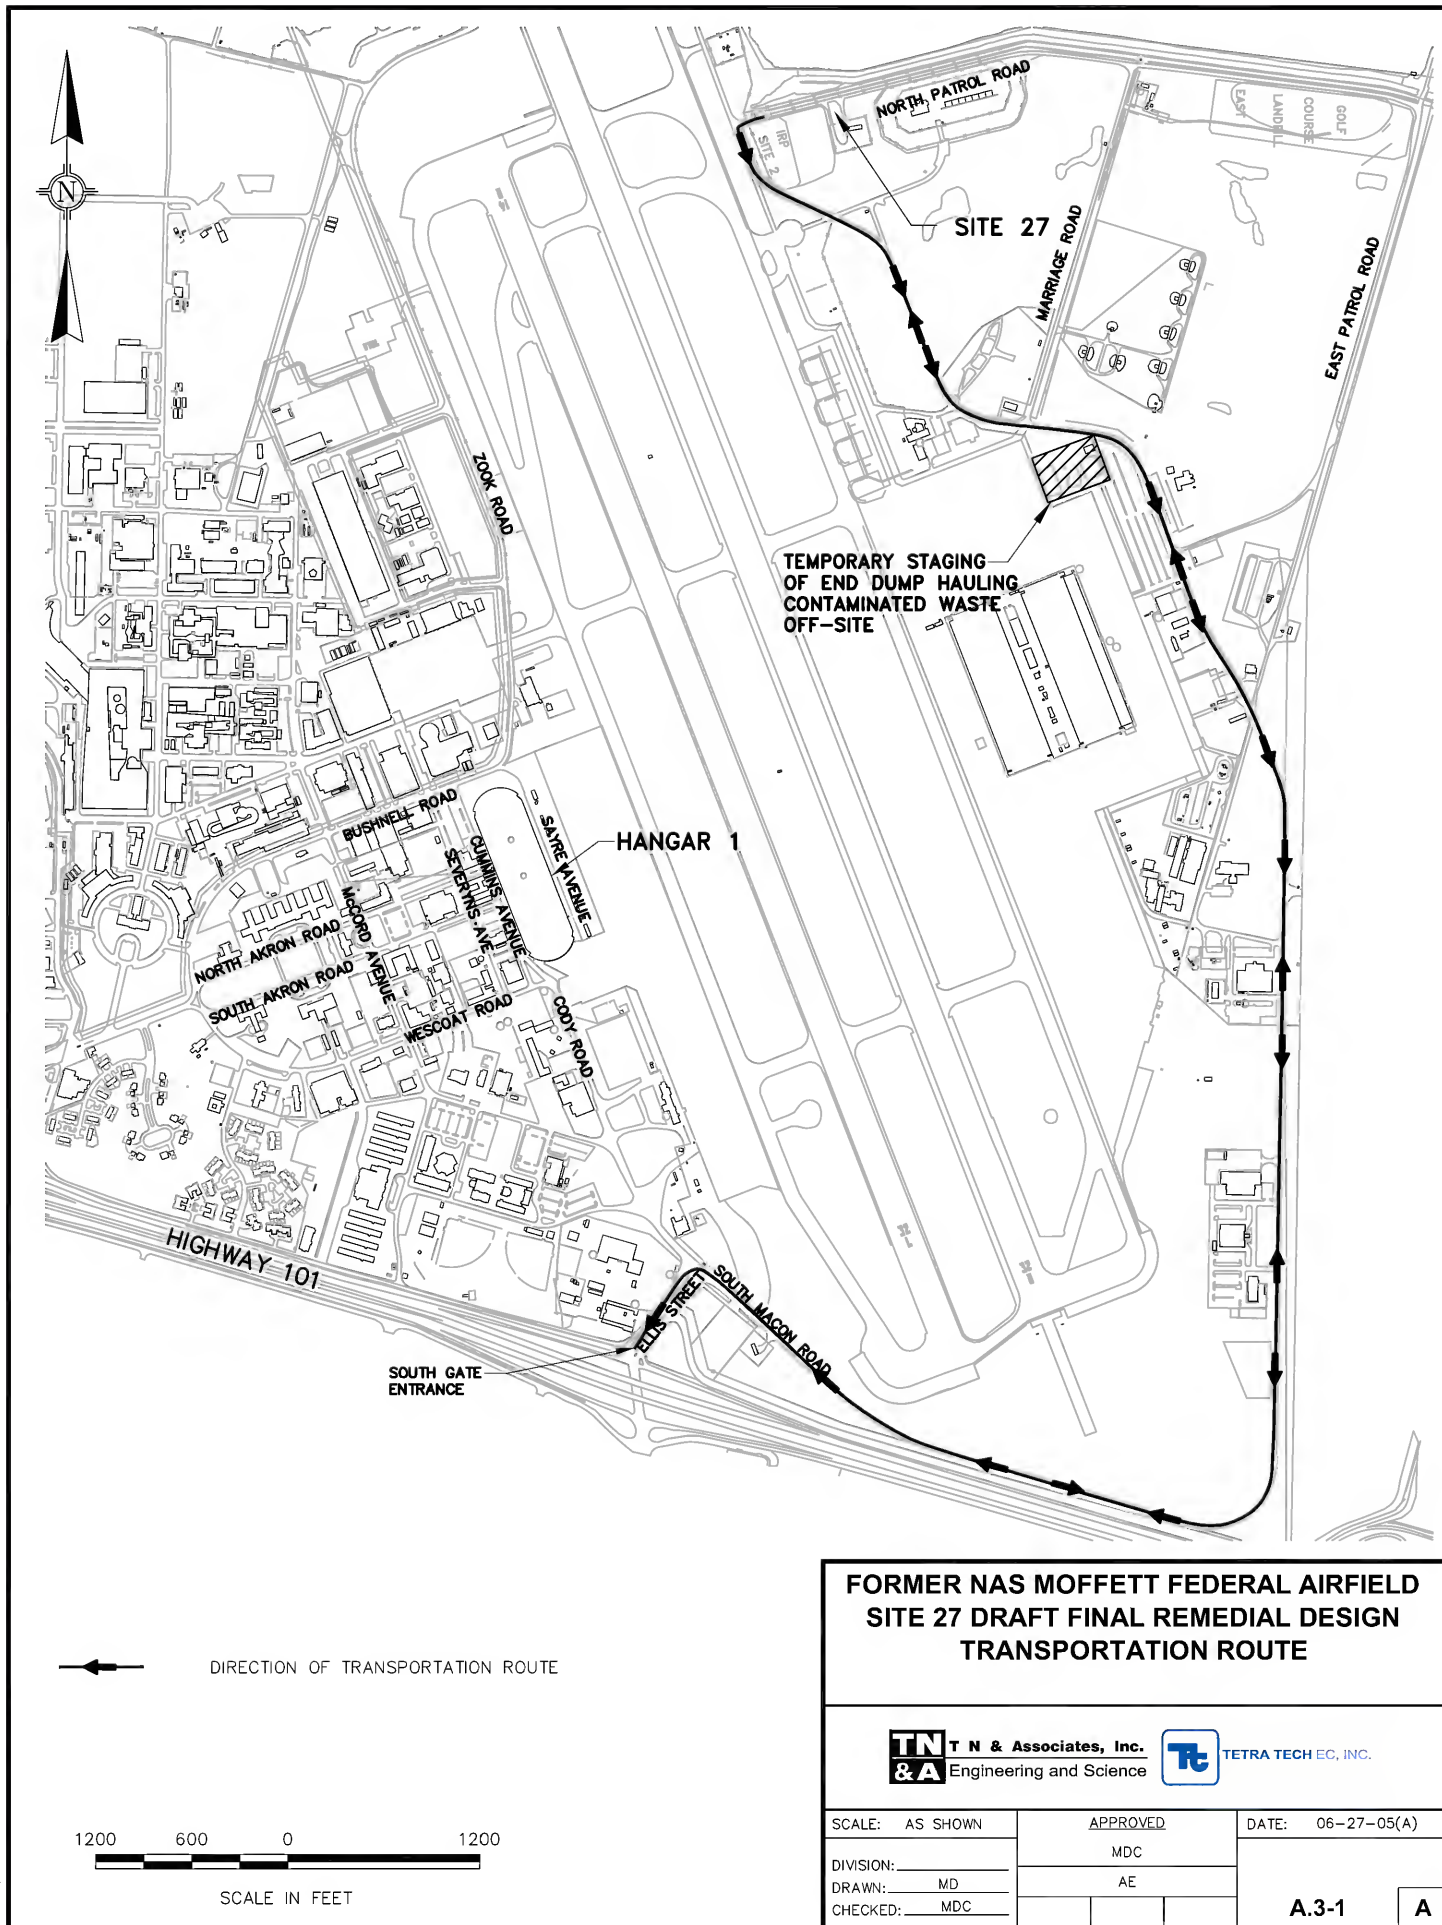 NORTH PATROL ROAD
EAST
LANDFILL
COURSE
GOLF
IRP
SITE 2
N
SITE 27
MARRIAGE ROAD
EAST PATROL ROAD
ZOOK ROAD
TEMPORARY STAGING
OF END DUMP HAULING
CONTAMINATED WASTE
OFF-SITE
BUSHNELL ROAD
HANGAR 1
SAYRE AVENUE
CUMMINS AVENUE
SEVERYNS AVE
McCORD AVENUE
NORTH AKRON ROAD
SOUTH AKRON ROAD
WESCOAT ROAD
CODY ROAD
HIGHWAY 101
ELLIS STREET
SOUTH MACON ROAD
SOUTH GATE
ENTRANCE
FORMER NAS MOFFETT FEDERAL AIRFIELD
SITE 27 DRAFT FINAL REMEDIAL DESIGN
TRANSPORTATION ROUTE
DIRECTION OF TRANSPORTATION ROUTE
TN
&A
T N & Associates, Inc.
Engineering and Science
Tt
TETRA TECH EC, INC.
SCALE: AS SHOWN
APPROVED
DATE: 06-27-05(A)
1200 600 0 1200
SCALE IN FEET
MDC
DIVISION:
AE
DRAWN: MD
CHECKED: MDC
A.3-1
A